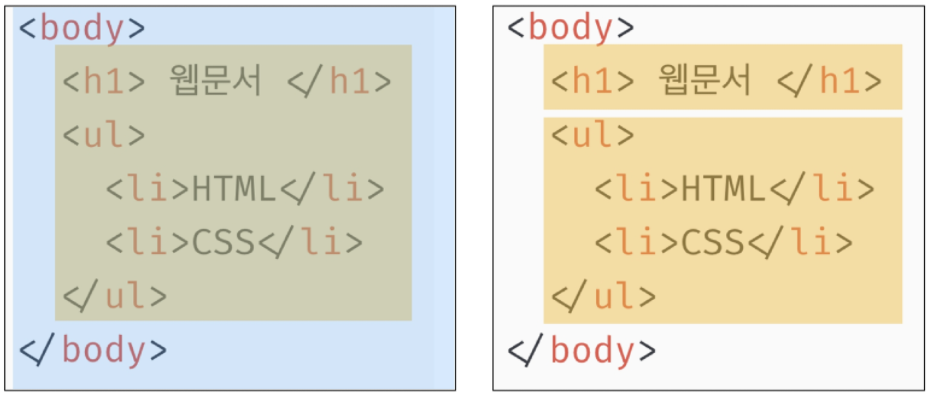 <body>
<h1> 웹문서 </h1>
<ul>
<li>HTML</li>
<li>CSS</li>
</ul>
</body>
<body>
<h1> 웹문서 </h1>
<ul>
<li>HTML</li>
<li>CSS</li>
</ul>
</body>